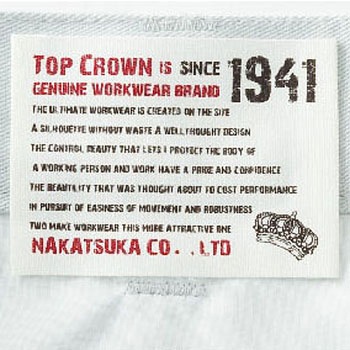 TOP CROWN IS SINCE 1941
GENUINE WORKWEAR BRAND
THE ULTIMATE WORKWEAR IS CREATED ON THE SITE
A SILHOUETTE WITHOUT WASTE A WELLTHOUGHT DESIGN
THE CONTROL BEAUTY THAT LETS I PROTECT THE BODY OF
A WORKING PERSON AND WORK HAVE A PRIDE AND CONFIDENCE
THE BEAUTILITY THAT WAS THOUGHT ABOUT TO COST PERFORMANCE
IN PURSUIT OF EASINESS OF MOVEMENT AND ROBUSTNESS
TWO MAKE WORKWEAR THIS MORE ATTRACTIVE ONE
NAKATSUKA CO. . LTD